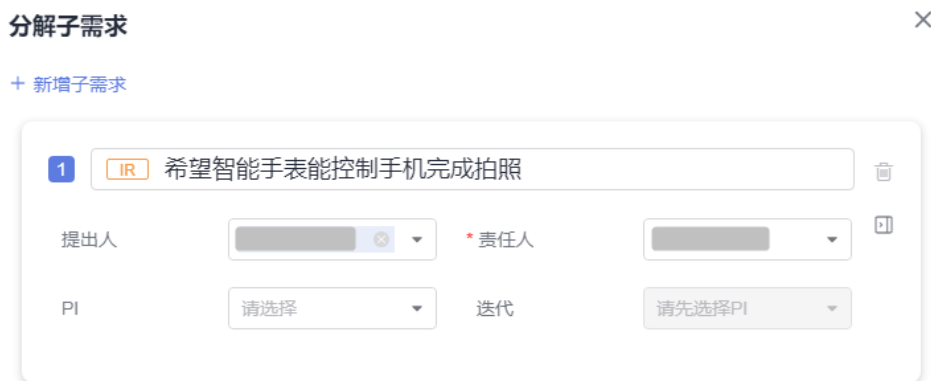 分解子需求
+ 新增子需求
1 IR 希望智能手表能控制手机完成拍照
提出人 * 责任人
PI 请选择 迭代 请先选择PI